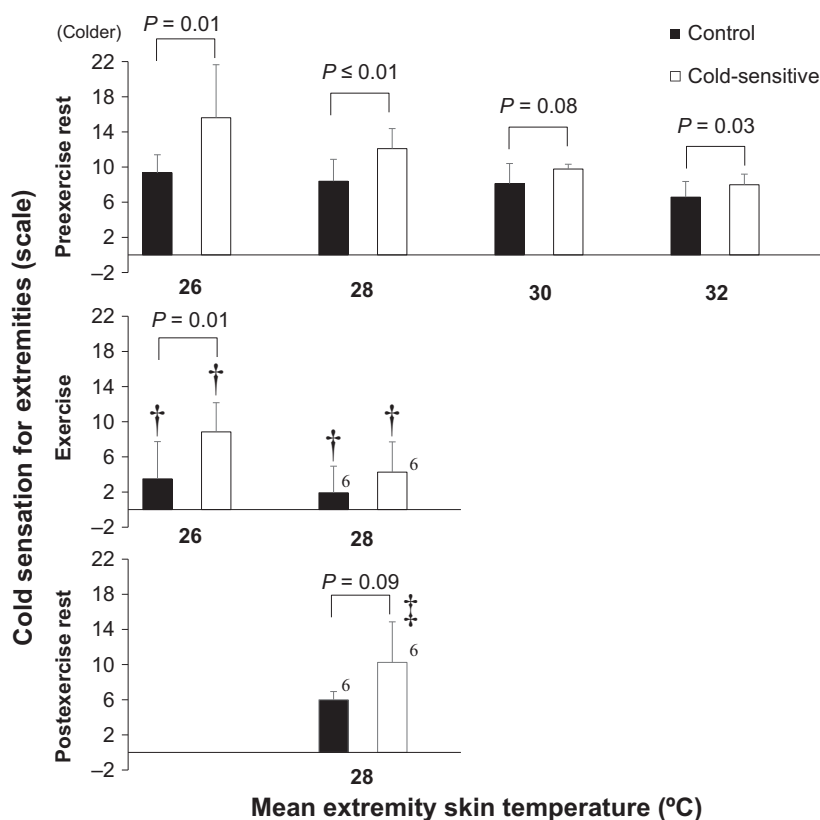 (Colder)
P = 0.01
P ≤ 0.01
P = 0.08
P = 0.03
■ Control
□ Cold-sensitive
Cold sensation for extremities (scale)
Preexercise rest
22
18
14
10
6
2
–2
26
28
30
32
Exercise
22
18
14
10
6
2
–2
P = 0.01
†
†
†
6
†
6
26
28
Postexercise rest
22
18
14
10
6
2
–2
P = 0.09
6
‡
6
28
Mean extremity skin temperature (ºC)